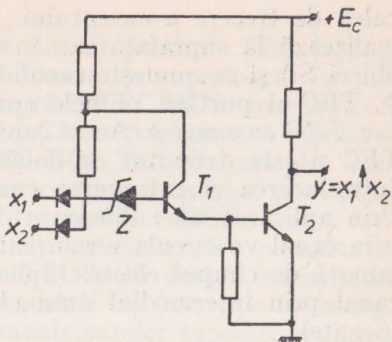 +E_c
T_1
x_1
y = x_1 ↑ x_2
Z
T_2
x_2